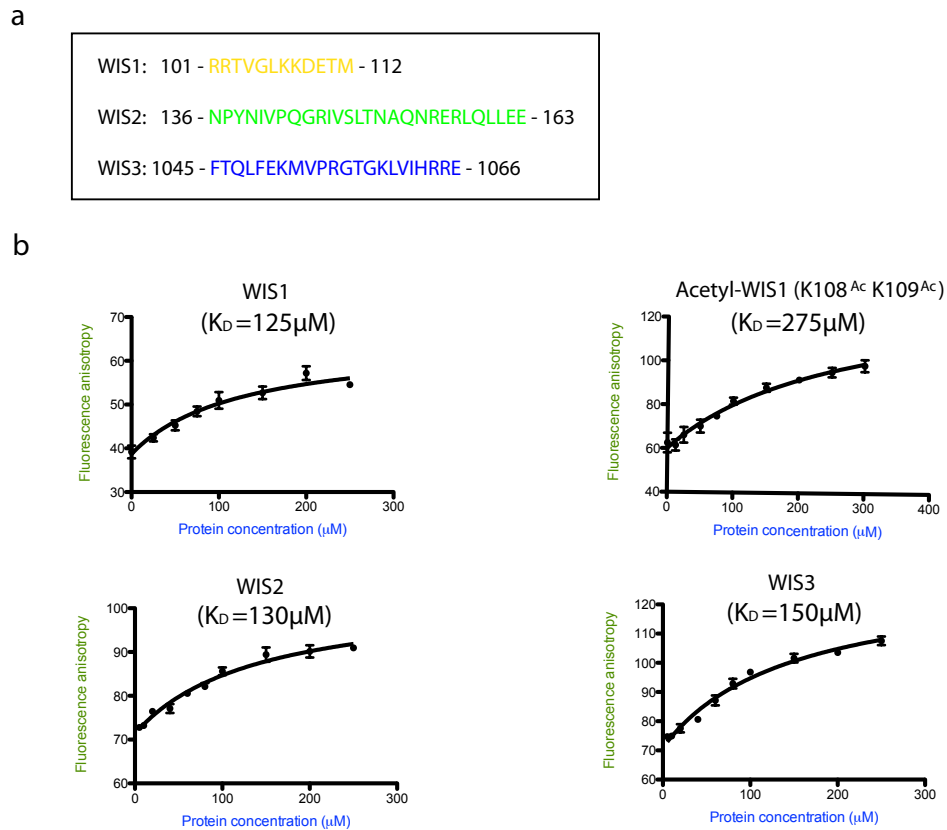 a
WIS1: 101 - RRTVGLKKDETM - 112
WIS2: 136 - NPYNIVPQGRIVSLTNAQNRERLQLLEE - 163
WIS3: 1045 - FTQLFEKMVPRGTGKLVIHRRE - 1066
b
WIS1
(KD =125μM)
Fluorescence anisotropy
70
60
50
40
30
0 100 200 300
Protein concentration (μM)
Acetyl-WIS1 (K108 Ac K109 Ac)
(KD =275μM)
Fluorescence anisotropy
120
100
80
60
40
0 100 200 300 400
Protein concentration (μM)
WIS2
(KD =130μM)
Fluorescence anisotropy
100
90
80
70
60
0 100 200 300
Protein concentration (μM)
WIS3
(KD =150μM)
Fluorescence anisotropy
120
110
100
90
80
70
60
0 100 200 300
Protein concentration (μM)